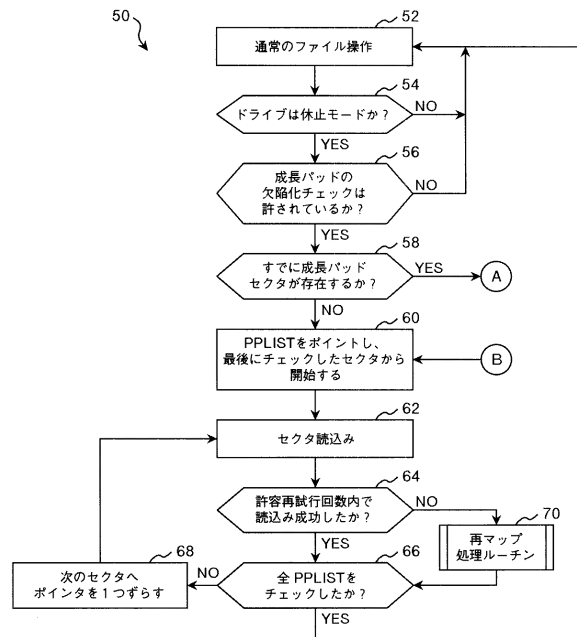 50
52
通常のファイル操作
54
ドライブは休止モードか？
NO
YES
56
成長パッドの
欠陥化チェックは
許されているか？
NO
YES
58
すでに成長パッド
セクタが存在するか？
YES
A
NO
60
PPLISTをポイントし、
最後にチェックしたセクタから
開始する
B
62
セクタ読込み
64
許容再試行回数内で
読込み成功したか？
NO
70
再マップ
処理ルーチン
YES
66
全PPLISTを
チェックしたか？
NO
68
次のセクタへ
ポインタを１つずらす
YES